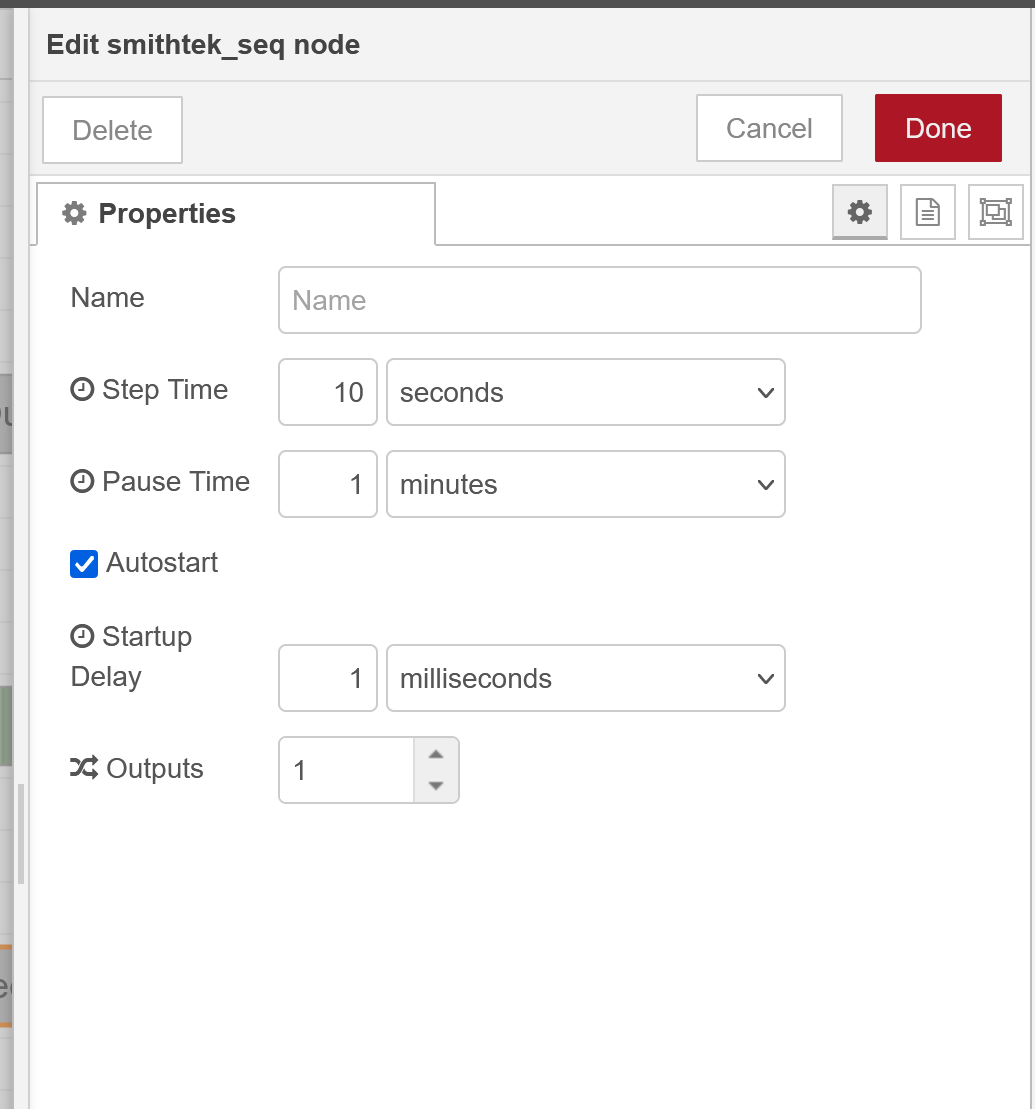 Edit smithtek_seq node
Delete
Cancel
Done
Properties
Name
Name
Step Time
10
seconds
Pause Time
1
minutes
Autostart
Startup
Delay
1
milliseconds
Outputs
1